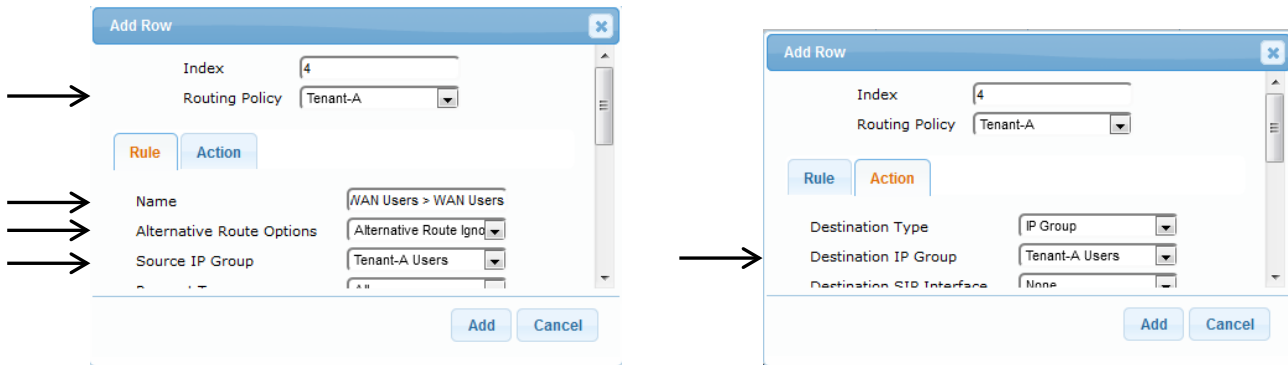 Add Row
Index 4
Routing Policy Tenant-A
Rule Action
Name WAN Users > WAN Users
Alternative Route Options Alternative Route Igno
Source IP Group Tenant-A Users
Add Cancel
Add Row
Index 4
Routing Policy Tenant-A
Rule Action
Destination Type IP Group
Destination IP Group Tenant-A Users
Destination SIP Interface None
Add Cancel